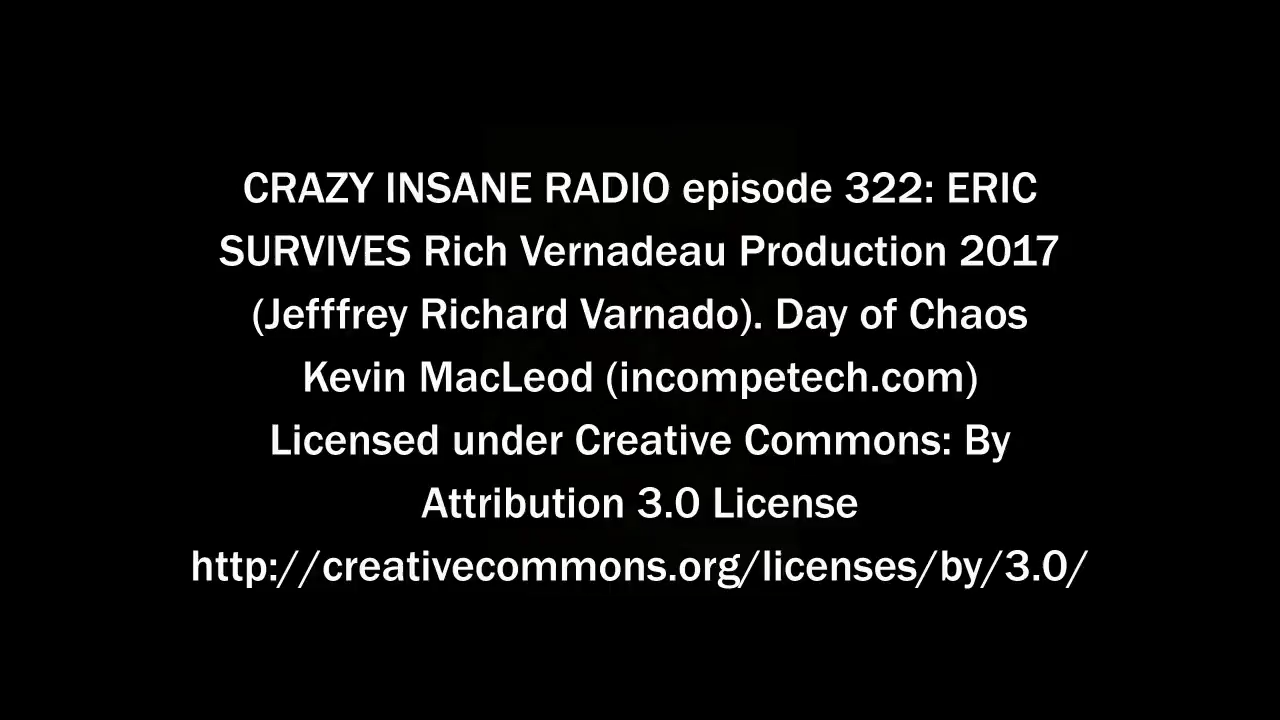 CRAZY INSANE RADIO episode 322: ERIC
SURVIVES Rich Vernadeau Production 2017
(Jefffrey Richard Varnado). Day of Chaos
Kevin MacLeod (incompetech.com)
Licensed under Creative Commons: By
Attribution 3.0 License
http://creativecommons.org/licenses/by/3.0/